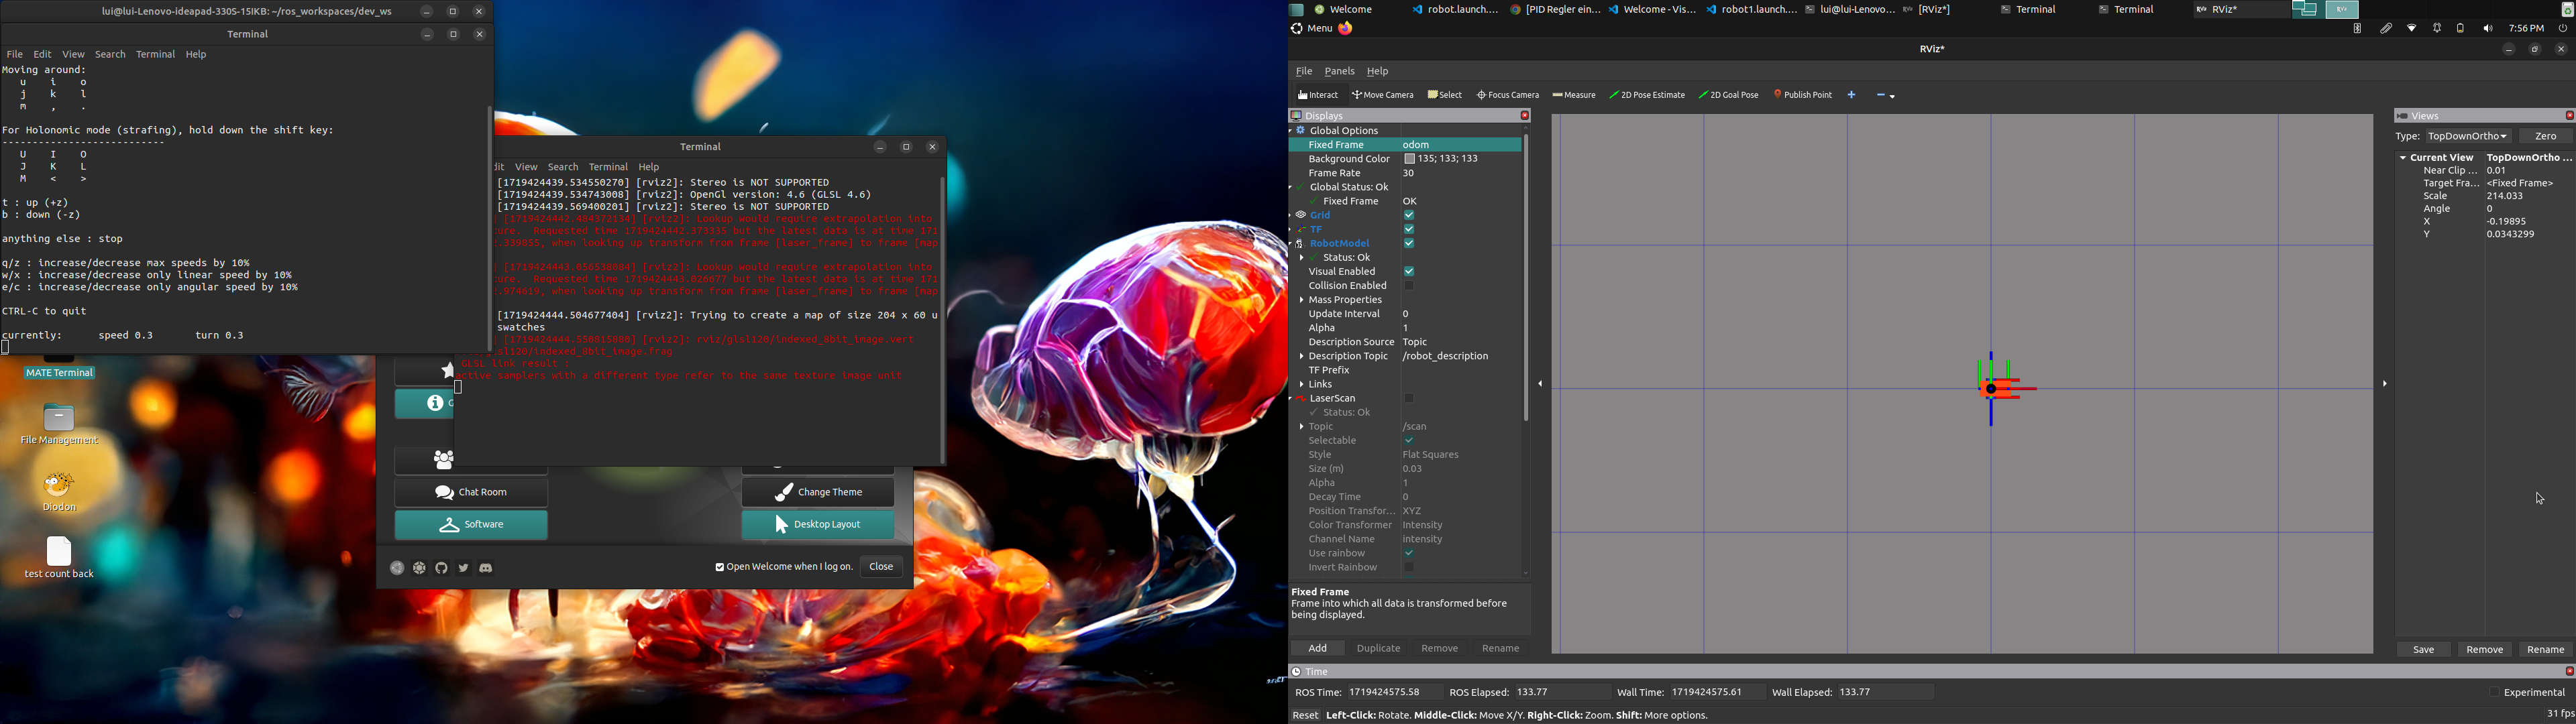 lui@lui-Lenovo-ideapad-330S-15IKB: ~/ros_workspaces/dev_ws
Terminal
File Edit View Search Terminal Help
Moving around:
u i o
j k l
m , .
For Holonomic mode (strafing), hold down the shift key:
---------------------------
U I O
J K L
M < >
t : up (+z)
b : down (-z)
anything else : stop
q/z : increase/decrease max speeds by 10%
w/x : increase/decrease only linear speed by 10%
e/c : increase/decrease only angular speed by 10%
CTRL-C to quit
currently: speed 0.3 turn 0.3
MATE Terminal
File Management
Diodon
test count back
Terminal
dit View Search Terminal Help
[1719424439.534550270] [rviz2]: Stereo is NOT SUPPORTED
[1719424439.534743008] [rviz2]: OpenGl version: 4.6 (GLSL 4.6)
[1719424439.569400201] [rviz2]: Stereo is NOT SUPPORTED
[1719424442.484372134] [rviz2]: Lookup would require extrapolation into
ure. Requested time 1719424442.373335 but the latest data is at time 171
.339855, when looking up transform from frame [laser_frame] to frame [map
[1719424443.056538884] [rviz2]: Lookup would require extrapolation into
ure. Requested time 1719424443.028677 but the latest data is at time 171
.974619, when looking up transform from frame [laser_frame] to frame [map
[1719424444.504677404] [rviz2]: Trying to create a map of size 204 x 60 u
swatches
[1719424444.550815080] [rviz2]: rviz/glsl120/indexed_8bit_image.vert
sl120/indexed_8bit_image.frag
GLSL link result :
active samplers with a different type refer to the same texture image unit
Chat Room
Software
Change Theme
Desktop Layout
Open Welcome when I log on.
Close
Welcome
robot.launch....
[PID Regler ein...
Welcome - Vis...
robot1.launch....
lui@lui-Lenovo...
[RViz*]
Terminal
Terminal
RViz*
Menu
7:56 PM
RViz*
File Panels Help
Interact Move Camera Select Focus Camera Measure 2D Pose Estimate 2D Goal Pose Publish Point
Displays
Global Options
Fixed Frame odom
Background Color 135; 133; 133
Frame Rate 30
Global Status: Ok
Fixed Frame OK
Grid
TF
RobotModel
Status: Ok
Visual Enabled
Collision Enabled
Mass Properties
Update Interval 0
Alpha 1
Description Source Topic
Description Topic /robot_description
TF Prefix
Links
LaserScan
Status: Ok
Topic /scan
Selectable
Style Flat Squares
Size (m) 0.03
Alpha 1
Decay Time 0
Position Transfor... XYZ
Color Transformer Intensity
Channel Name intensity
Use rainbow
Invert Rainbow
Fixed Frame
Frame into which all data is transformed before
being displayed.
Add Duplicate Remove Rename
Views
Type: TopDownOrtho Zero
Current View TopDownOrtho ...
Near Clip ... 0.01
Target Fra... <Fixed Frame>
Scale 214.033
Angle 0
X -0.19895
Y 0.0343299
Save Remove Rename
Time
ROS Time: 1719424575.58 ROS Elapsed: 133.77 Wall Time: 1719424575.61 Wall Elapsed: 133.77 Experimental
Reset Left-Click: Rotate. Middle-Click: Move X/Y. Right-Click: Zoom. Shift: More options. 31 fps